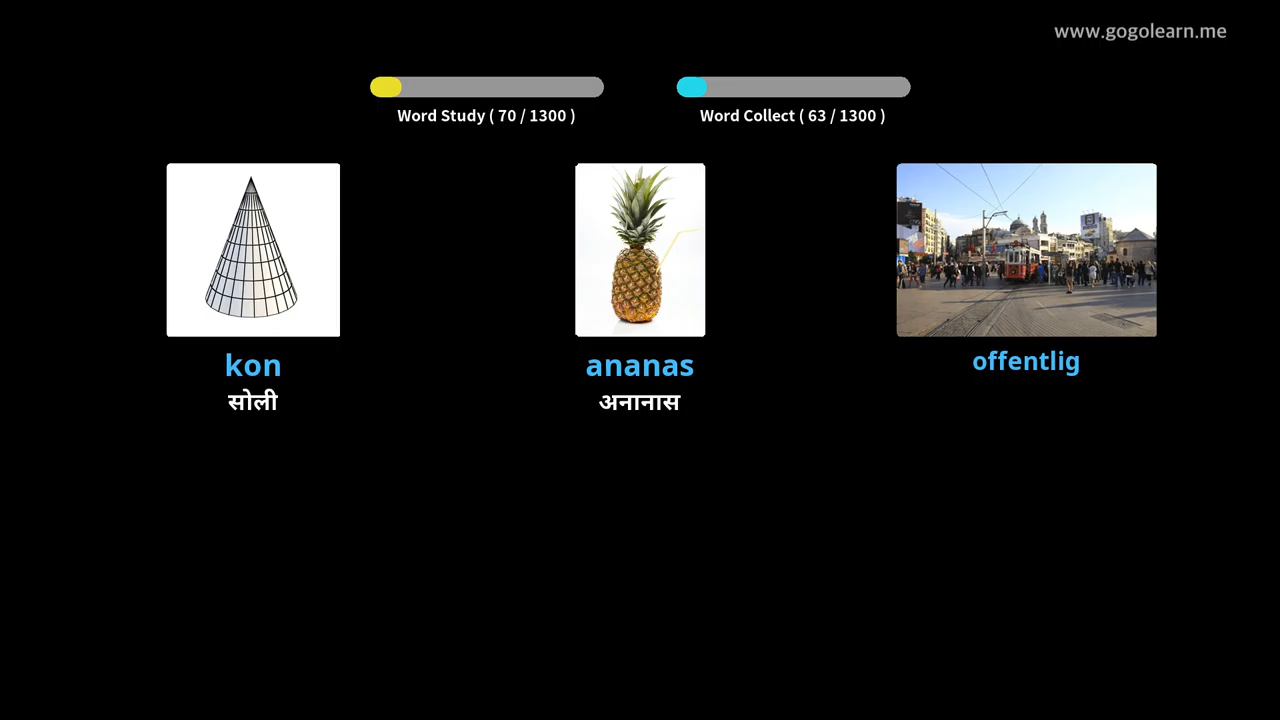 www.gogolearn.me
Word Study ( 70 / 1300 )
Word Collect ( 63 / 1300 )
kon
सोली
ananas
अनानास
offentlig